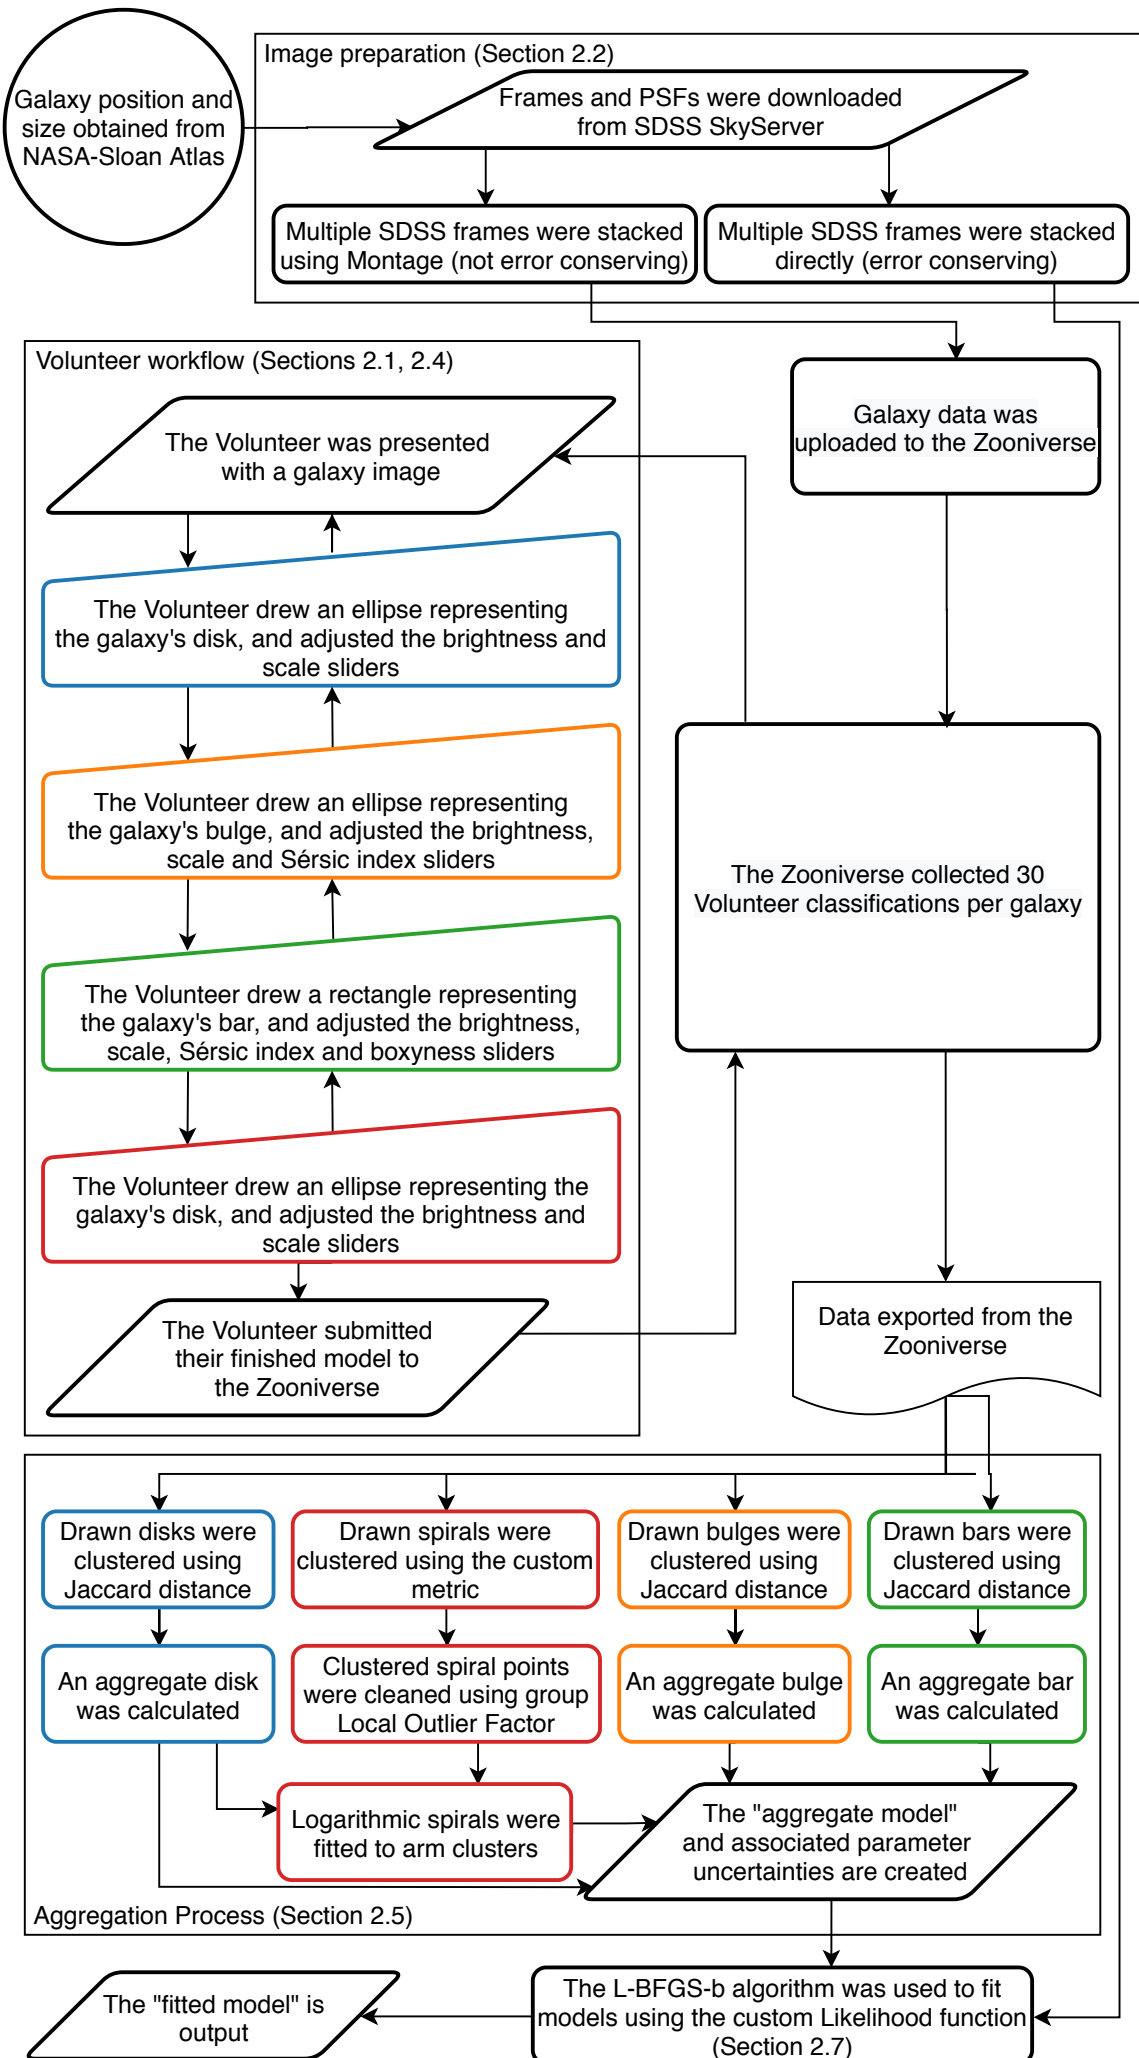 Galaxy position and
size obtained from
NASA-Sloan Atlas
Image preparation (Section 2.2)
Frames and PSFs were downloaded
from SDSS SkyServer
Multiple SDSS frames were stacked
using Montage (not error conserving)
Multiple SDSS frames were stacked
directly (error conserving)
Galaxy data was
uploaded to the Zooniverse
Volunteer workflow (Sections 2.1, 2.4)
The Volunteer was presented
with a galaxy image
The Volunteer drew an ellipse representing
the galaxy's disk, and adjusted the brightness and
scale sliders
The Volunteer drew an ellipse representing
the galaxy's bulge, and adjusted the brightness,
scale and Sérsic index sliders
The Volunteer drew a rectangle representing
the galaxy's bar, and adjusted the brightness,
scale, Sérsic index and boxyness sliders
The Volunteer drew an ellipse representing the
galaxy's disk, and adjusted the brightness and
scale sliders
The Volunteer submitted
their finished model to
the Zooniverse
The Zooniverse collected 30
Volunteer classifications per galaxy
Data exported from the
Zooniverse
Drawn disks were
clustered using
Jaccard distance
Drawn spirals were
clustered using the custom
metric
Drawn bulges were
clustered using
Jaccard distance
Drawn bars were
clustered using
Jaccard distance
An aggregate disk
was calculated
Clustered spiral points
were cleaned using group
Local Outlier Factor
An aggregate bulge
was calculated
An aggregate bar
was calculated
Logarithmic spirals were
fitted to arm clusters
The "aggregate model"
and associated parameter
uncertainties are created
Aggregation Process (Section 2.5)
The "fitted model" is
output
The L-BFGS-b algorithm was used to fit
models using the custom Likelihood function
(Section 2.7)